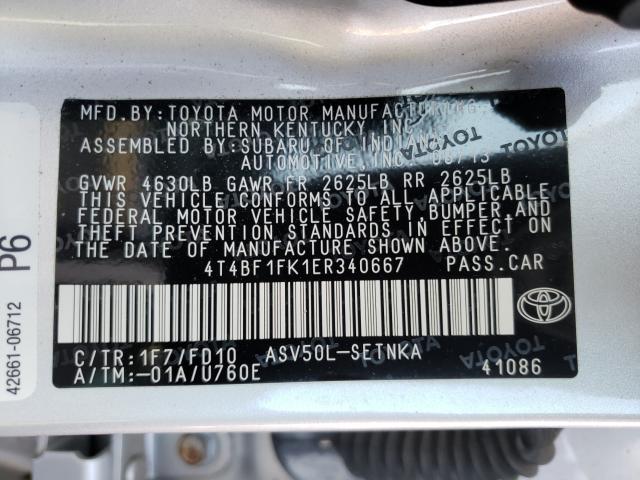 MFD.BY:TOYOTA MOTOR MANUFACTURING
NORTHERN KENTUCKY, INC.
ASSEMBLED BY:SUBARU OF INDIANA
AUTOMOTIVE, INC. 08/13
GVWR 4630LB GAWR FR 2625LB RR 2625LB
THIS VEHICLE CONFORMS TO ALL APPLICABLE
FEDERAL MOTOR VEHICLE SAFETY, BUMPER, AND
THEFT PREVENTION STANDARDS IN EFFECT ON
THE DATE OF MANUFACTURE SHOWN ABOVE.
4T4BF1FK1ER340667 PASS.CAR
TOYOTA
C/TR:1F7/FD10 ASV50L-SETNKA
A/TM:-01A/U760E 41086
P6
42661-06712